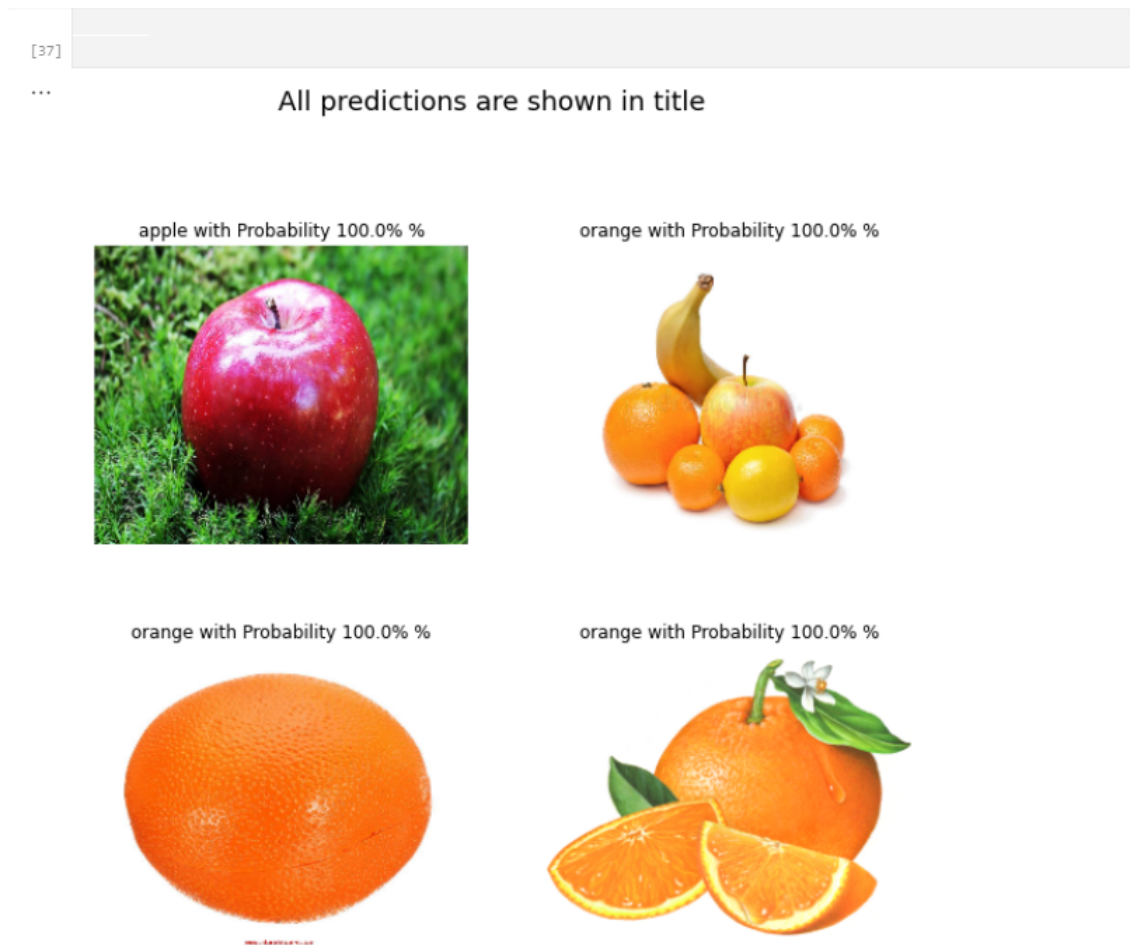 [37]
...
All predictions are shown in title
apple with Probability 100.0% %
orange with Probability 100.0% %
orange with Probability 100.0% %
orange with Probability 100.0% %